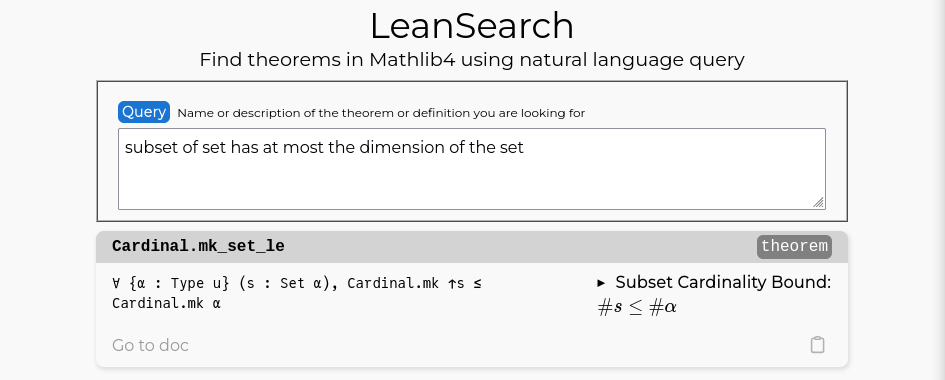 LeanSearch
Find theorems in Mathlib4 using natural language query
Query Name or description of the theorem or definition you are looking for
subset of set has at most the dimension of the set
Cardinal.mk_set_le theorem
∀ {α : Type u} (s : Set α), Cardinal.mk ↑s ≤
Cardinal.mk α
▸ Subset Cardinality Bound:
#s ≤ #α
Go to doc